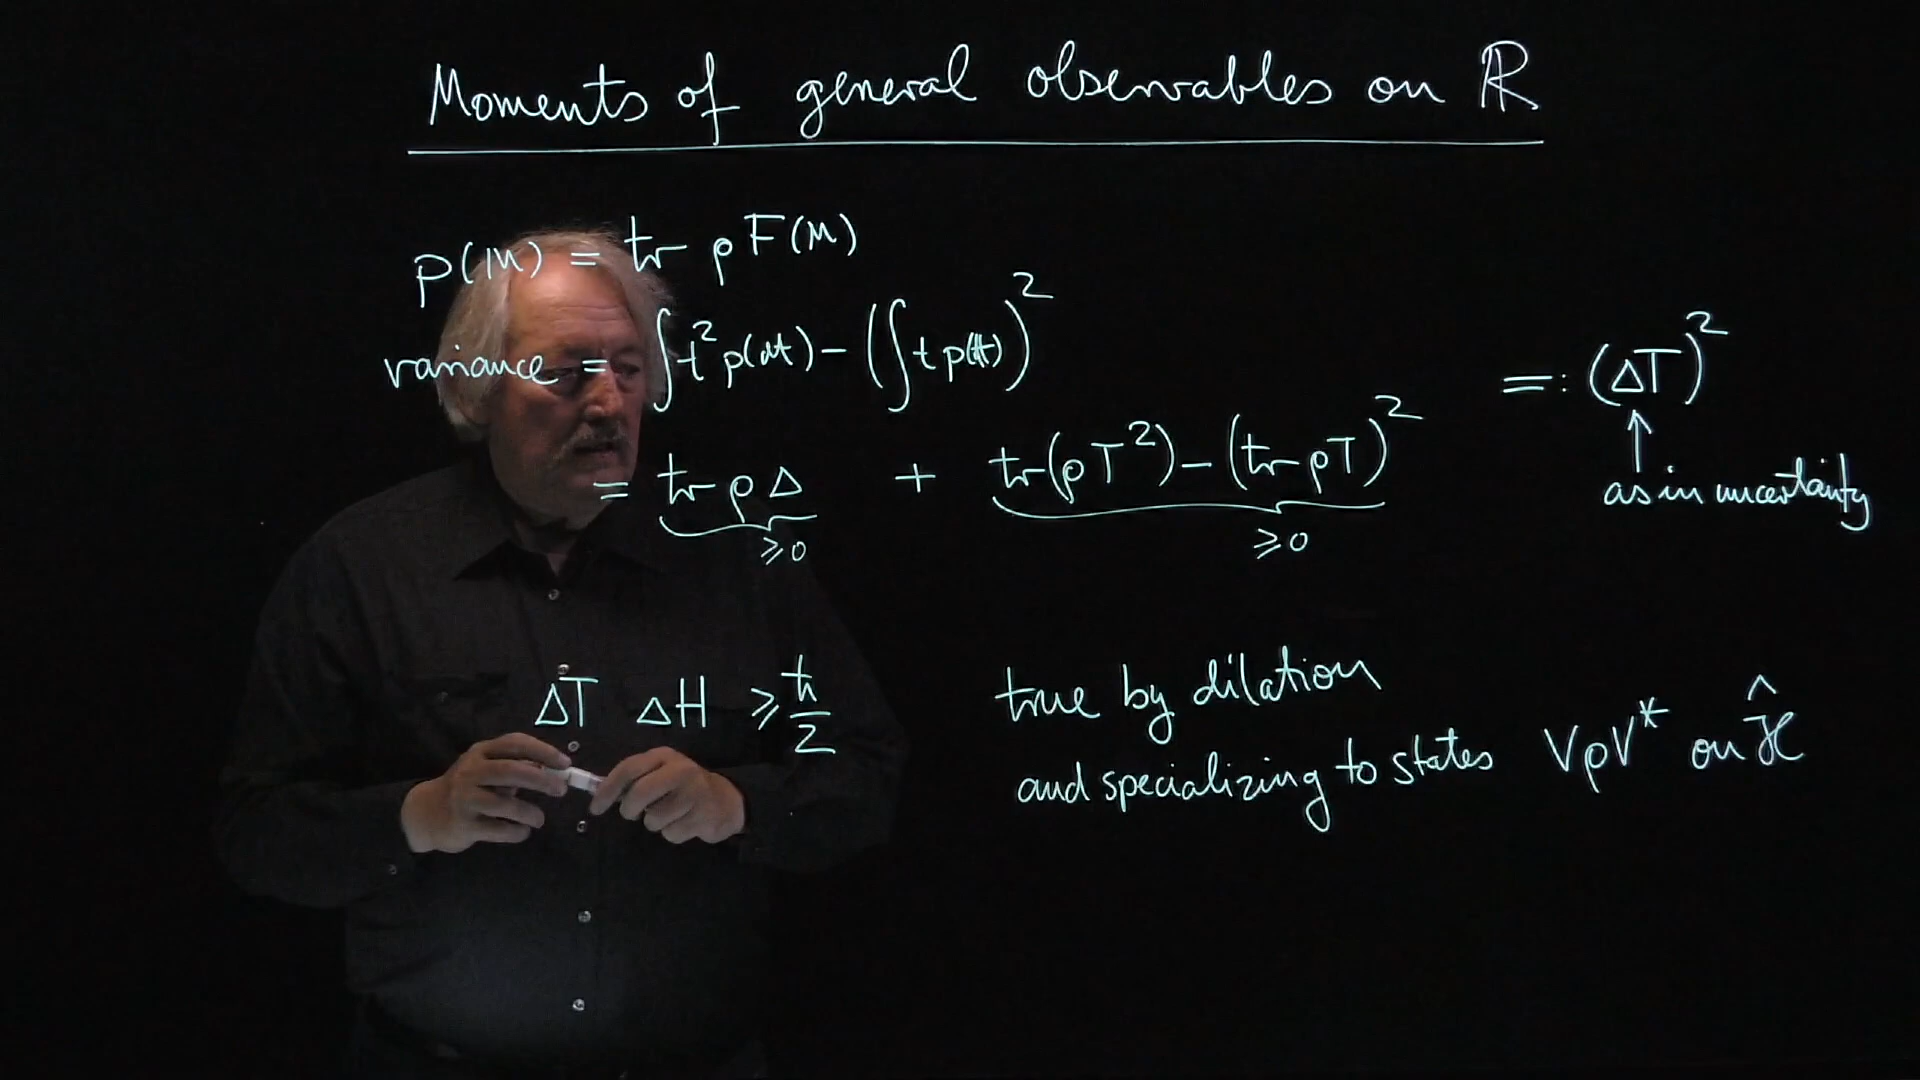 Moments of general observables on ℝ
p(M) = tr ρF(M)
variance = ∫t² p(dt) − (∫t p(dt))² =: (ΔT)²
↑
= tr ρΔ + tr(ρT²) − (tr ρT)² as in uncertainty
≥0 ≥0
ΔT ΔH ≥ ħ/2 true by dilation
and specializing to states VρV* on Ĥ